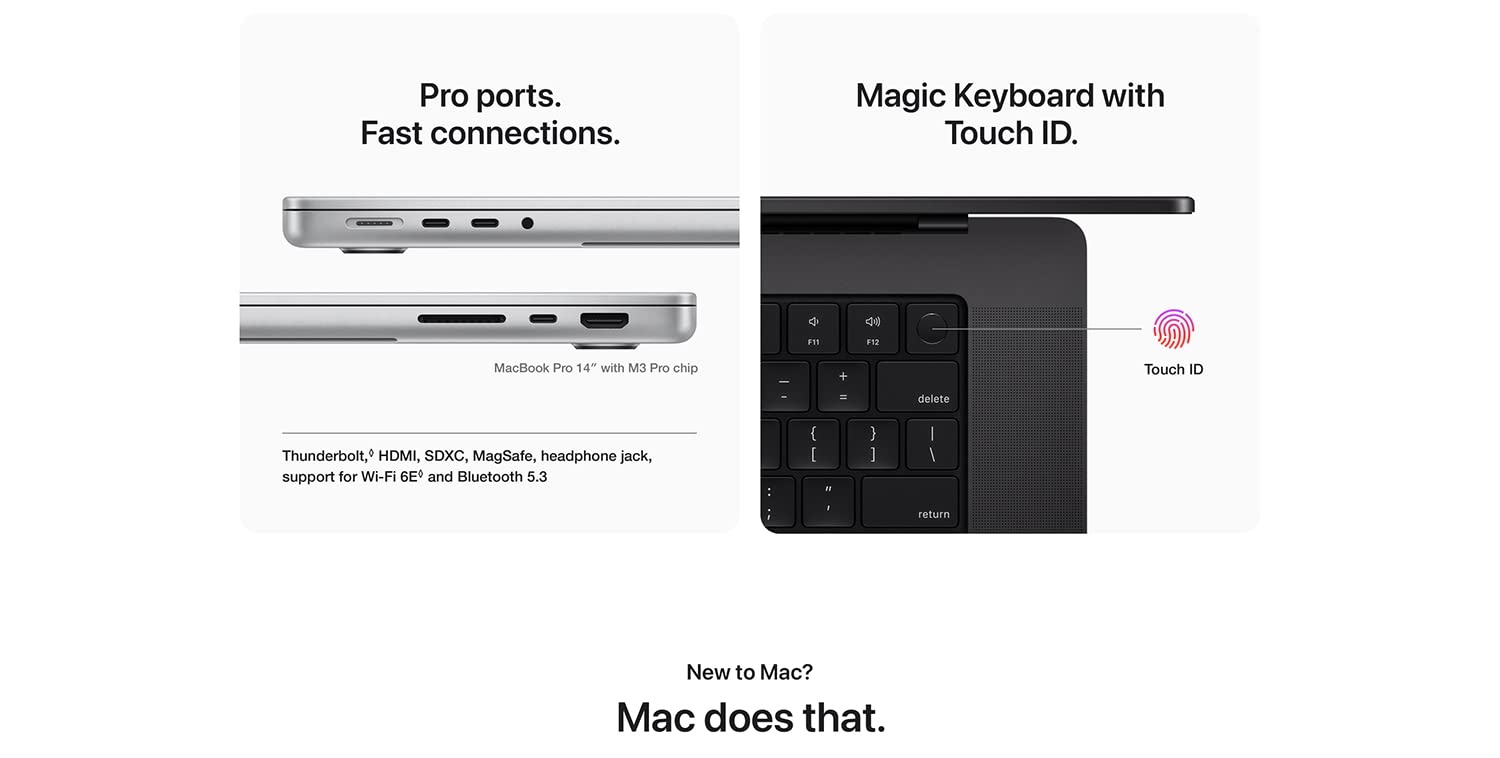 Pro ports.
Fast connections.
MacBook Pro 14″ with M3 Pro chip
Thunderbolt,◊ HDMI, SDXC, MagSafe, headphone jack,
support for Wi-Fi 6E◊ and Bluetooth 5.3
Magic Keyboard with
Touch ID.
F11
F12
Touch ID
— + delete
- =
{ } |
[ ] \
: ″
; ′ return
New to Mac?
Mac does that.